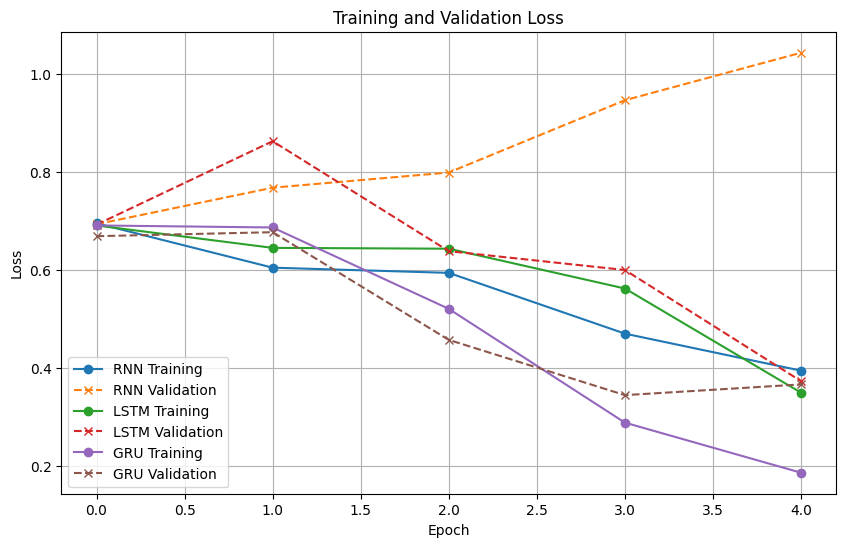 Training and Validation Loss
Loss
1.0
0.8
0.6
0.4
0.2
RNN Training
RNN Validation
LSTM Training
LSTM Validation
GRU Training
GRU Validation
0.0 0.5 1.0 1.5 2.0 2.5 3.0 3.5 4.0
Epoch